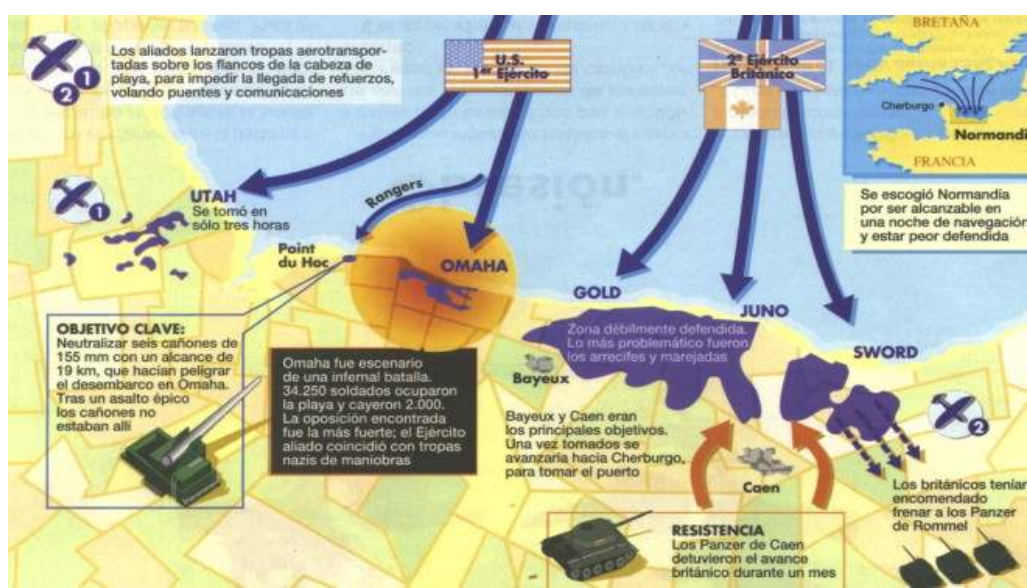 Los aliados lanzaron tropas aerotranspor-
tadas sobre los flancos de la cabeza de
playa, para impedir la llegada de refuerzos,
volando puentes y comunicaciones
1
2
U.S.
1er Ejército
2º Ejército
Británico
BRETAÑA
Cherburgo
Normandí
FRANCIA
Se escogió Normandía
por ser alcanzable en
una noche de navegación
y estar peor defendida
1
UTAH
Se tomó en
sólo tres horas
Rangers
Point
du Hoc
OMAHA
GOLD
JUNO
SWORD
Zona débilmente defendida.
Lo más problemático fueron
los arrecifes y marejadas
OBJETIVO CLAVE:
Neutralizar seis cañones de
155 mm con un alcance de
19 km, que hacían peligrar
el desembarco en Omaha.
Tras un asalto épico
los cañones no
estaban allí
Omaha fue escenario
de una infernal batalla.
34.250 soldados ocuparon
la playa y cayeron 2.000.
La oposición encontrada
fue la más fuerte; el Ejército
aliado coincidió con tropas
nazis de maniobras
Bayeux
Bayeux y Caen eran
los principales objetivos.
Una vez tomados se
avanzaría hacia Cherburgo,
para tomar el puerto
Caen
2
Los británicos tenían
encomendado
frenar a los Panzer
de Rommel
RESISTENCIA
Los Panzer de Caen
detuvieron el avance
británico durante un mes